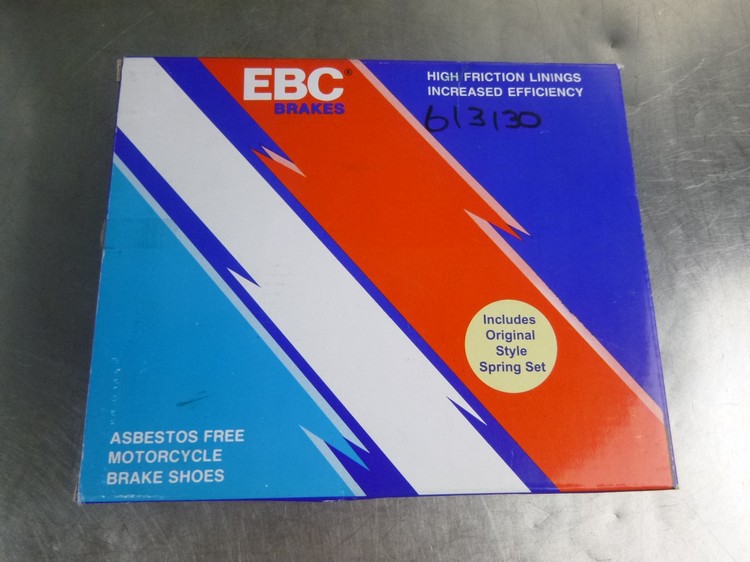 EBC®
BRAKES
HIGH FRICTION LININGS
INCREASED EFFICIENCY
613130
Includes
Original
Style
Spring Set
ASBESTOS FREE
MOTORCYCLE
BRAKE SHOES